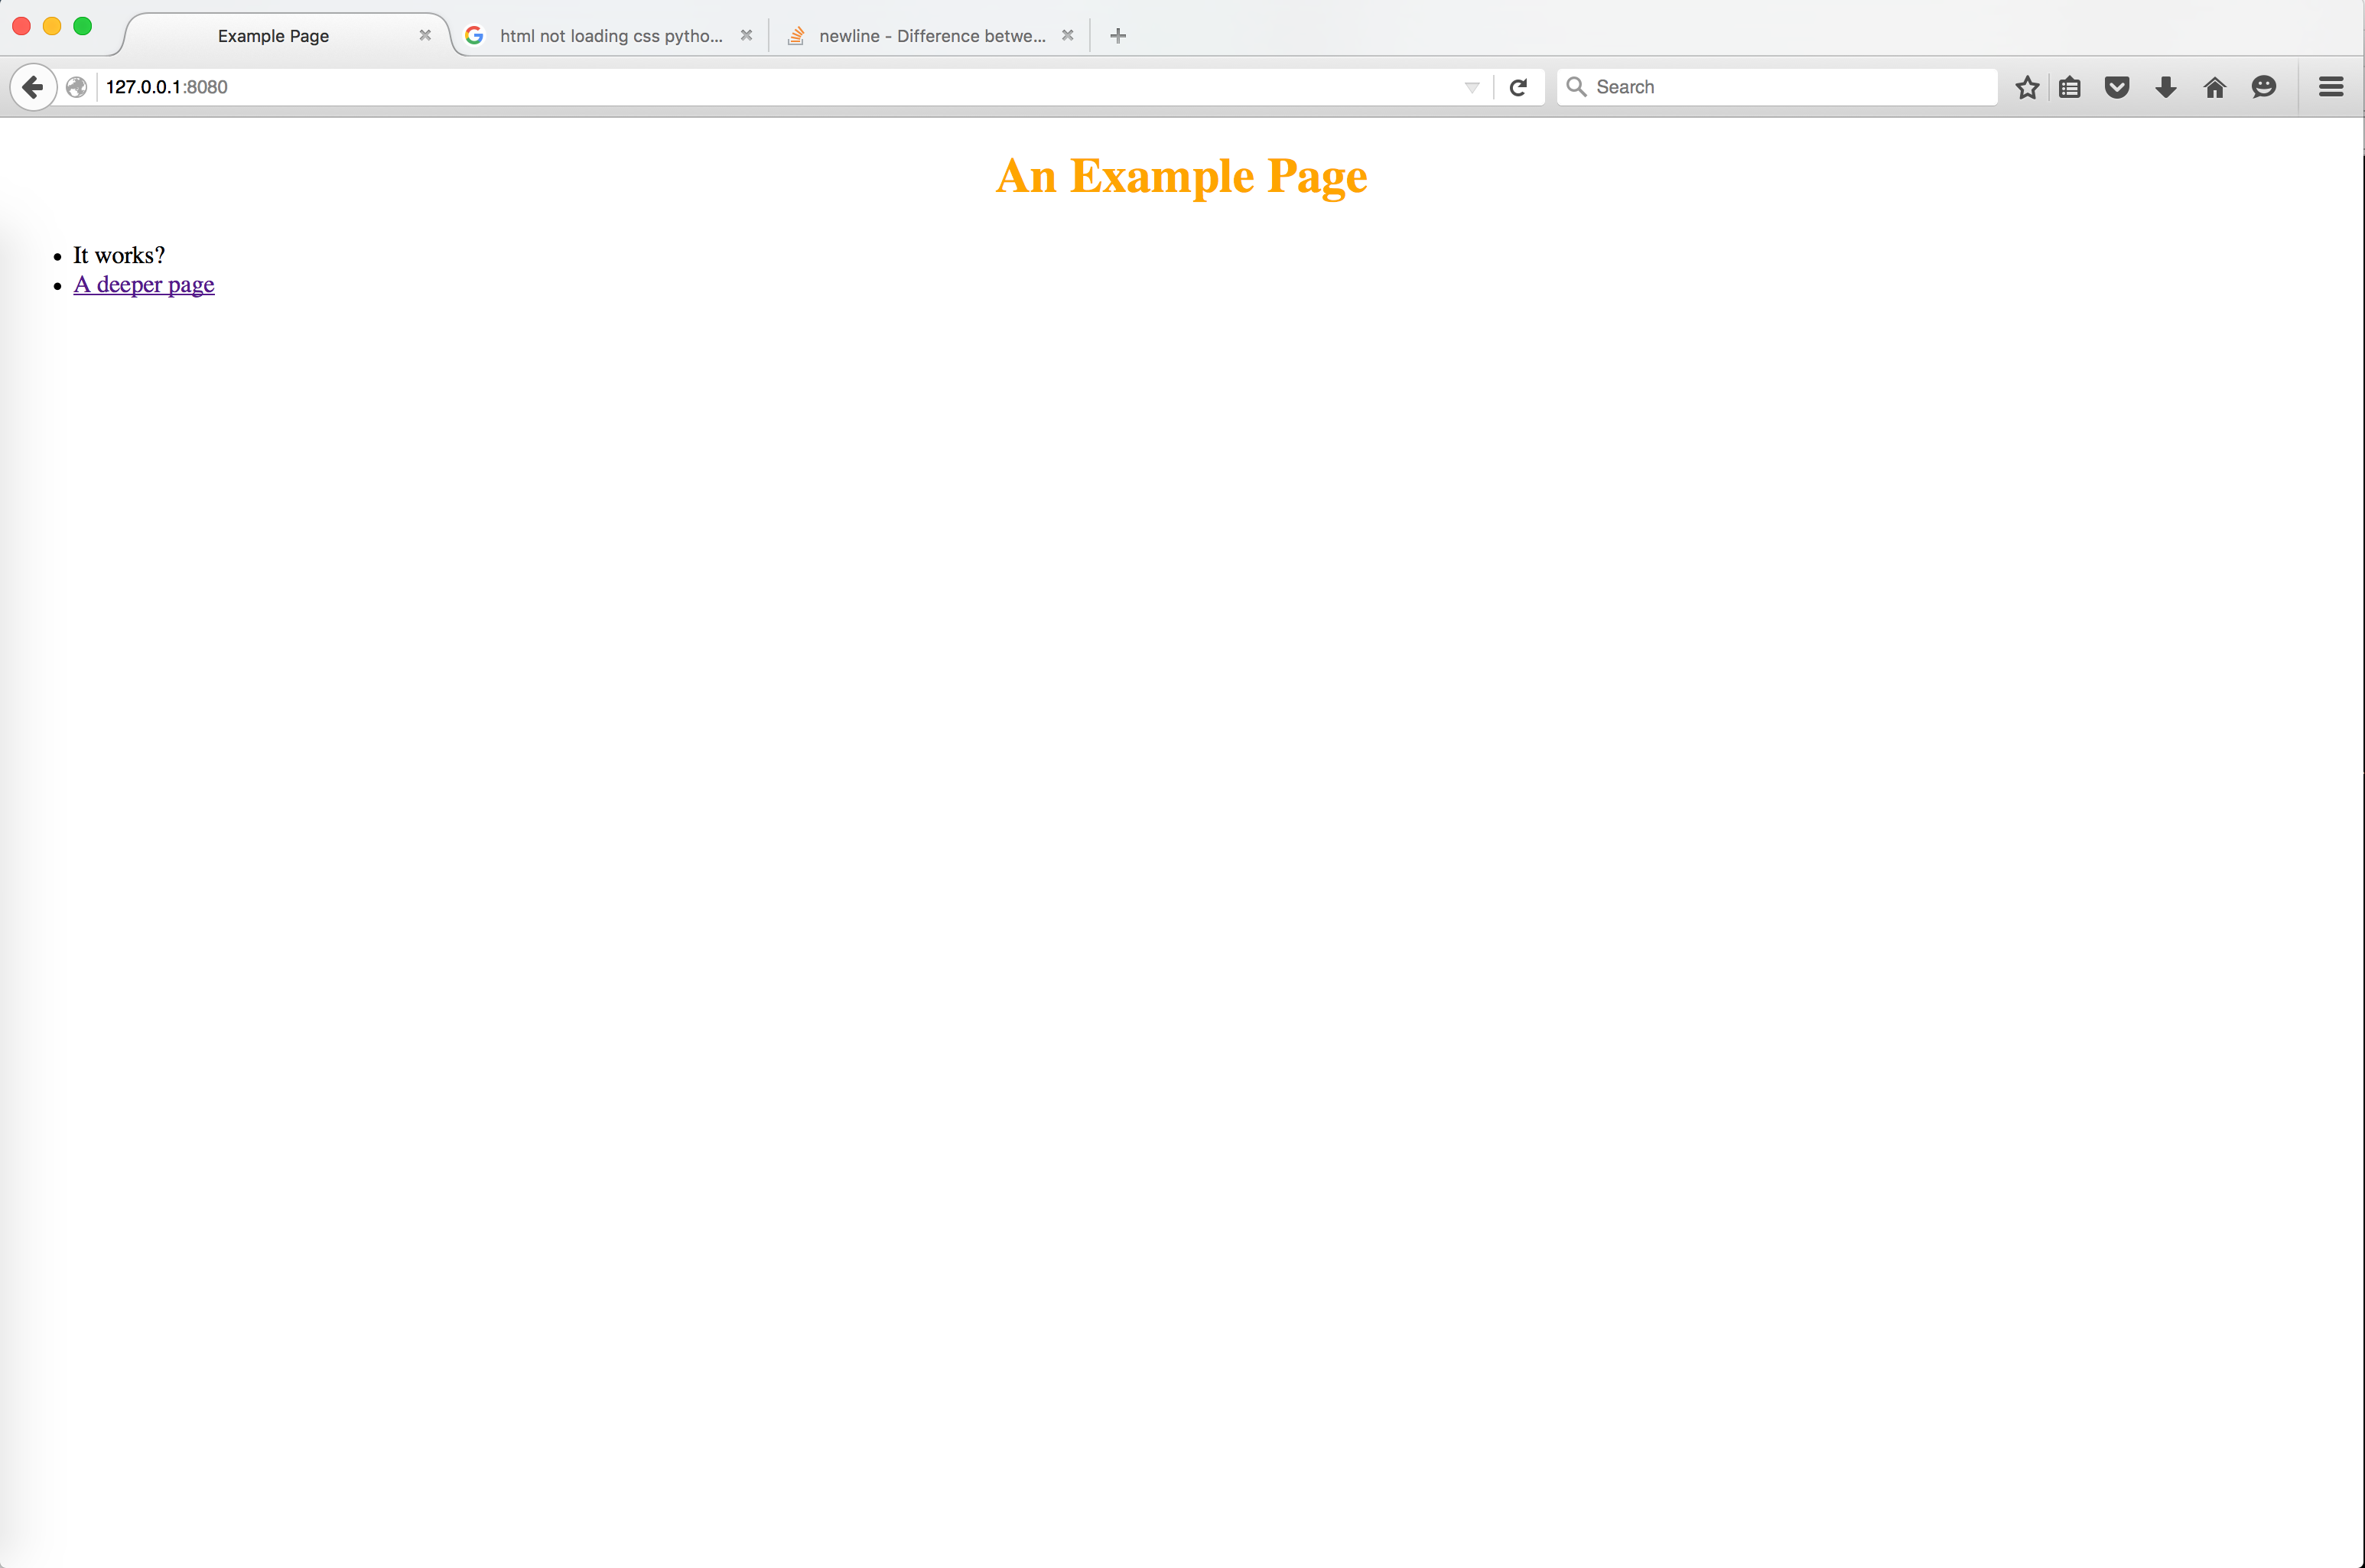 Example Page
html not loading css pytho...
newline - Difference betwe...
127.0.0.1:8080
Search
An Example Page
It works?
A deeper page